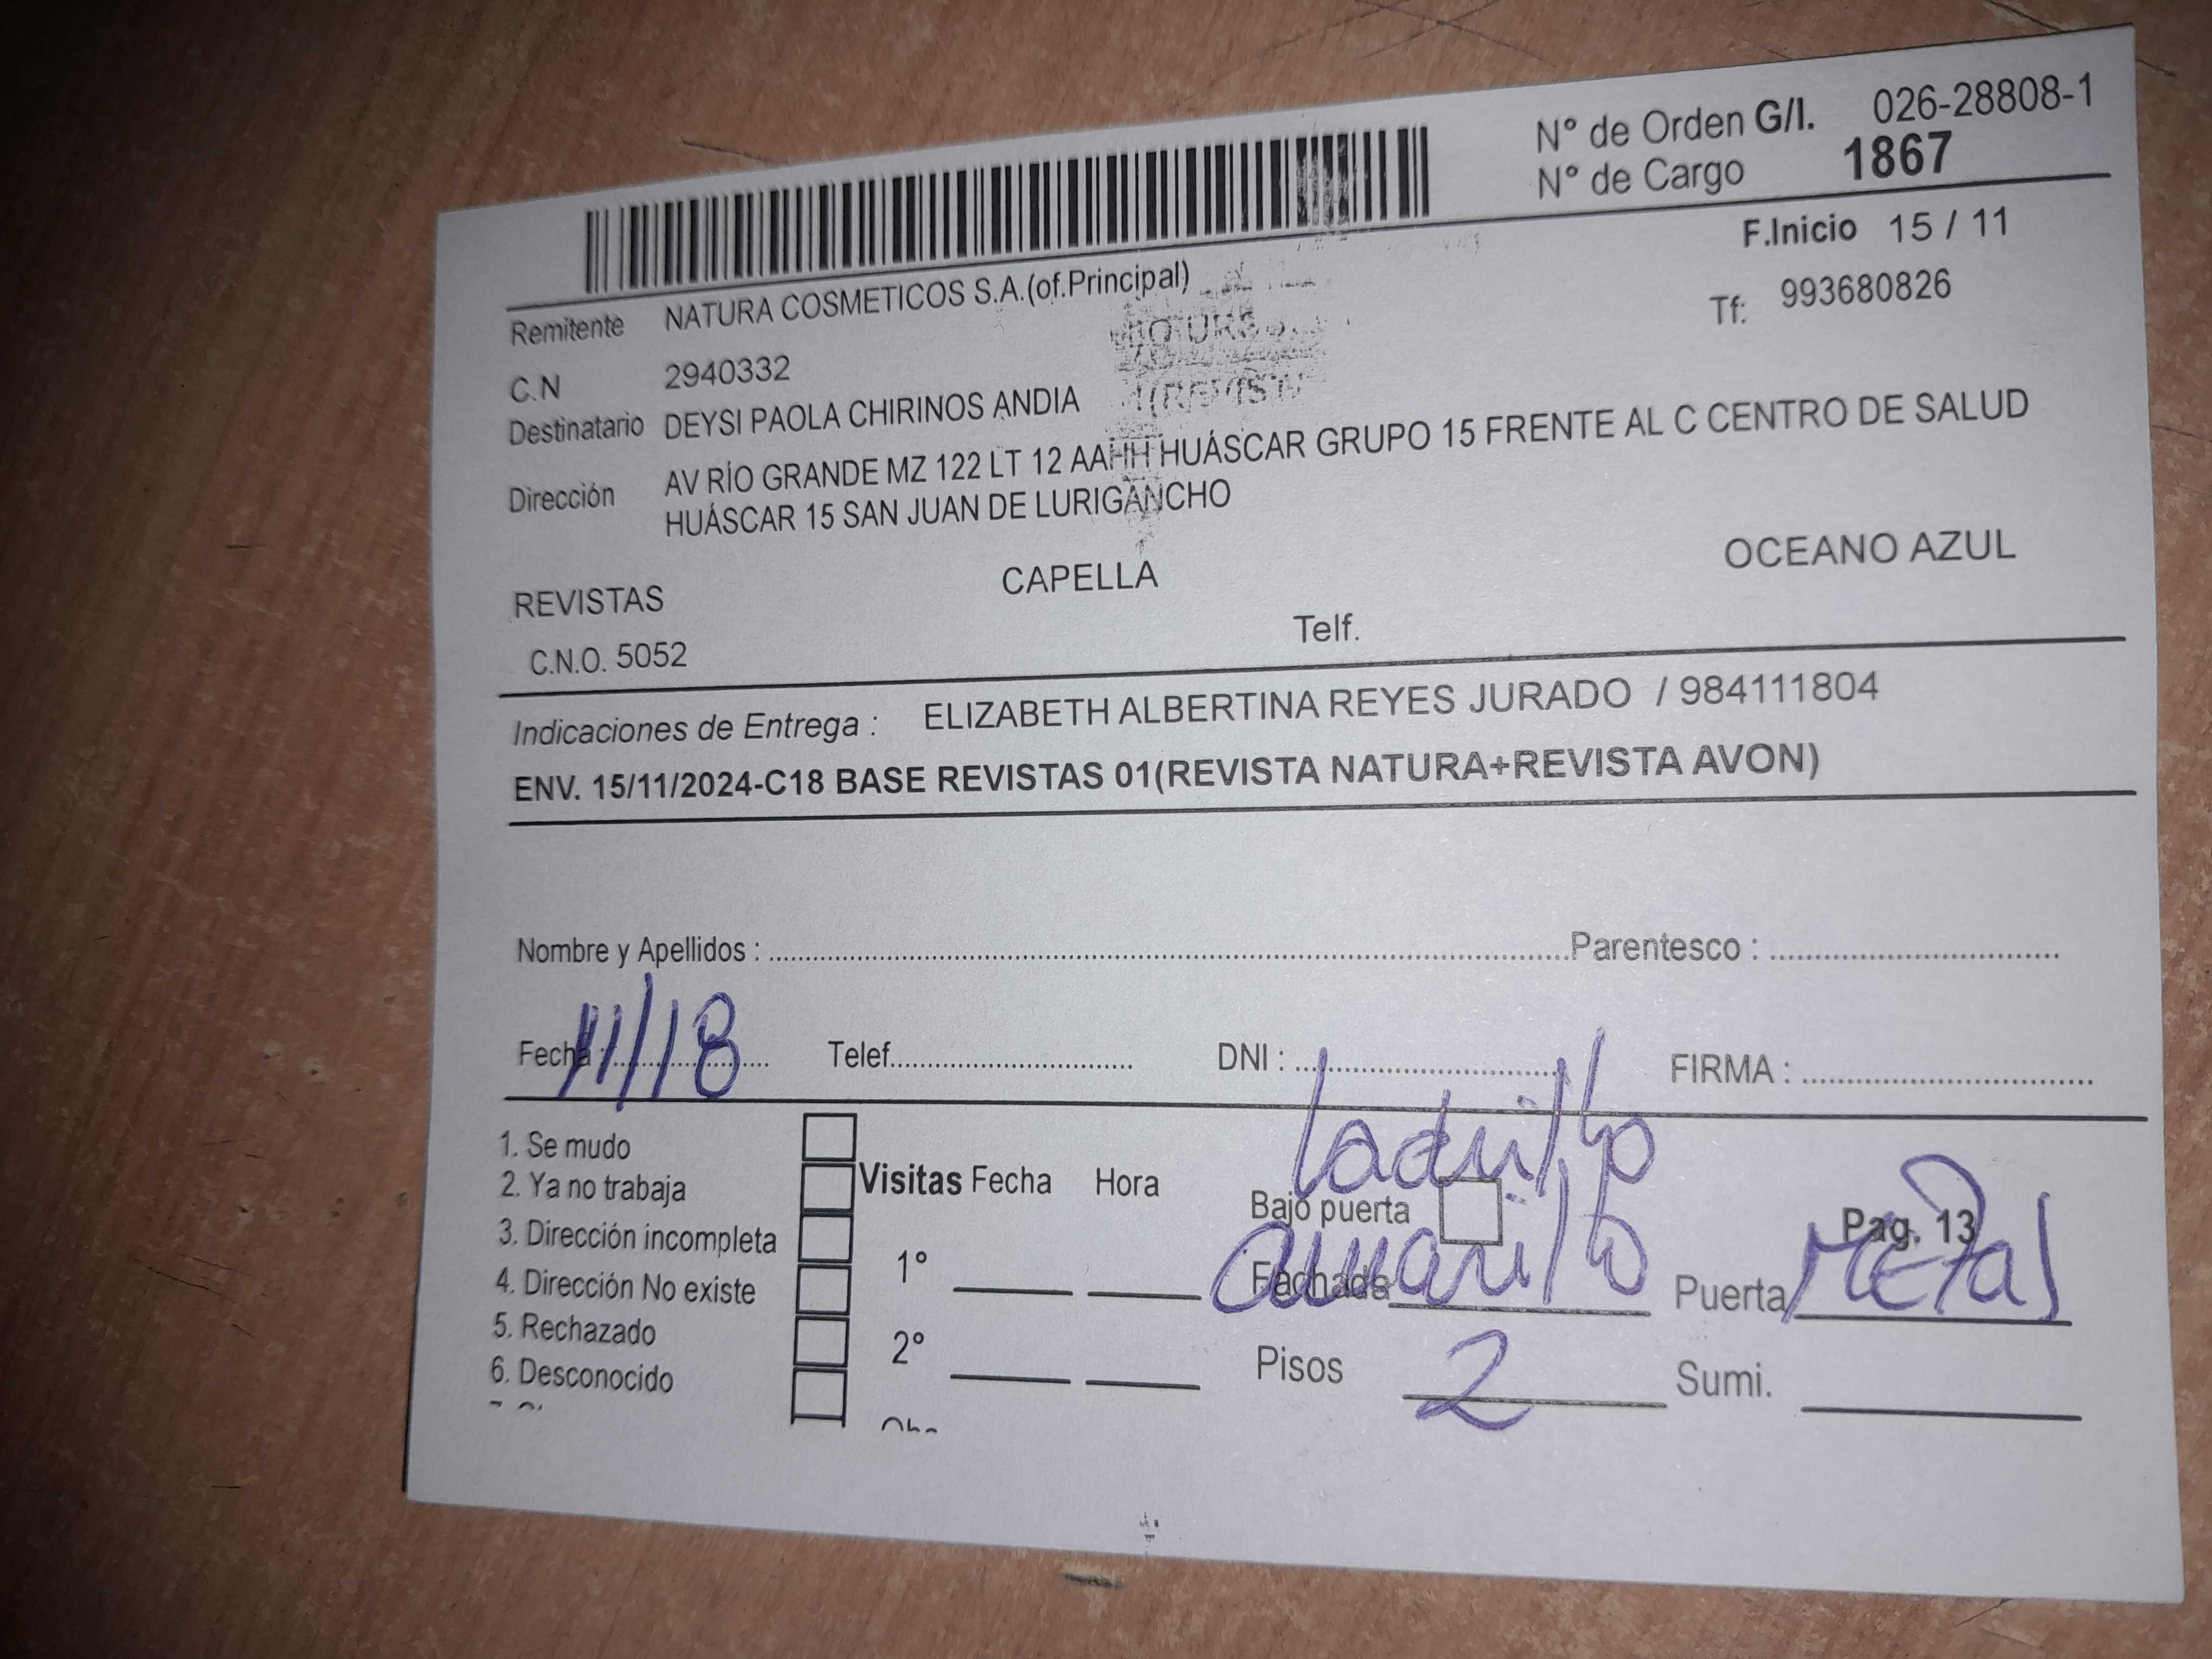 N° de Orden G/I. 026-28808-1
N° de Cargo 1867
F.Inicio 15 / 11
Remitente NATURA COSMETICOS S.A.(of.Principal)
Tf: 993680826
C.N 2940332
Destinatario DEYSI PAOLA CHIRINOS ANDIA
Dirección AV RÍO GRANDE MZ 122 LT 12 AAHH HUÁSCAR GRUPO 15 FRENTE AL C CENTRO DE SALUD
HUÁSCAR 15 SAN JUAN DE LURIGANCHO
REVISTAS CAPELLA OCEANO AZUL
C.N.O. 5052 Telf.
Indicaciones de Entrega : ELIZABETH ALBERTINA REYES JURADO / 984111804
ENV. 15/11/2024-C18 BASE REVISTAS 01(REVISTA NATURA+REVISTA AVON)
Nombre y Apellidos : Parentesco :
Fecha : 11/18 Telef. DNI : FIRMA :
1. Se mudo
2. Ya no trabaja
3. Dirección incompleta
4. Dirección No existe
5. Rechazado
6. Desconocido
Visitas Fecha Hora
1°
2°
ladrillo
Bajo puerta
Pag. 13
Fachada amarillo Puerta Metal
Pisos 2 Sumi.